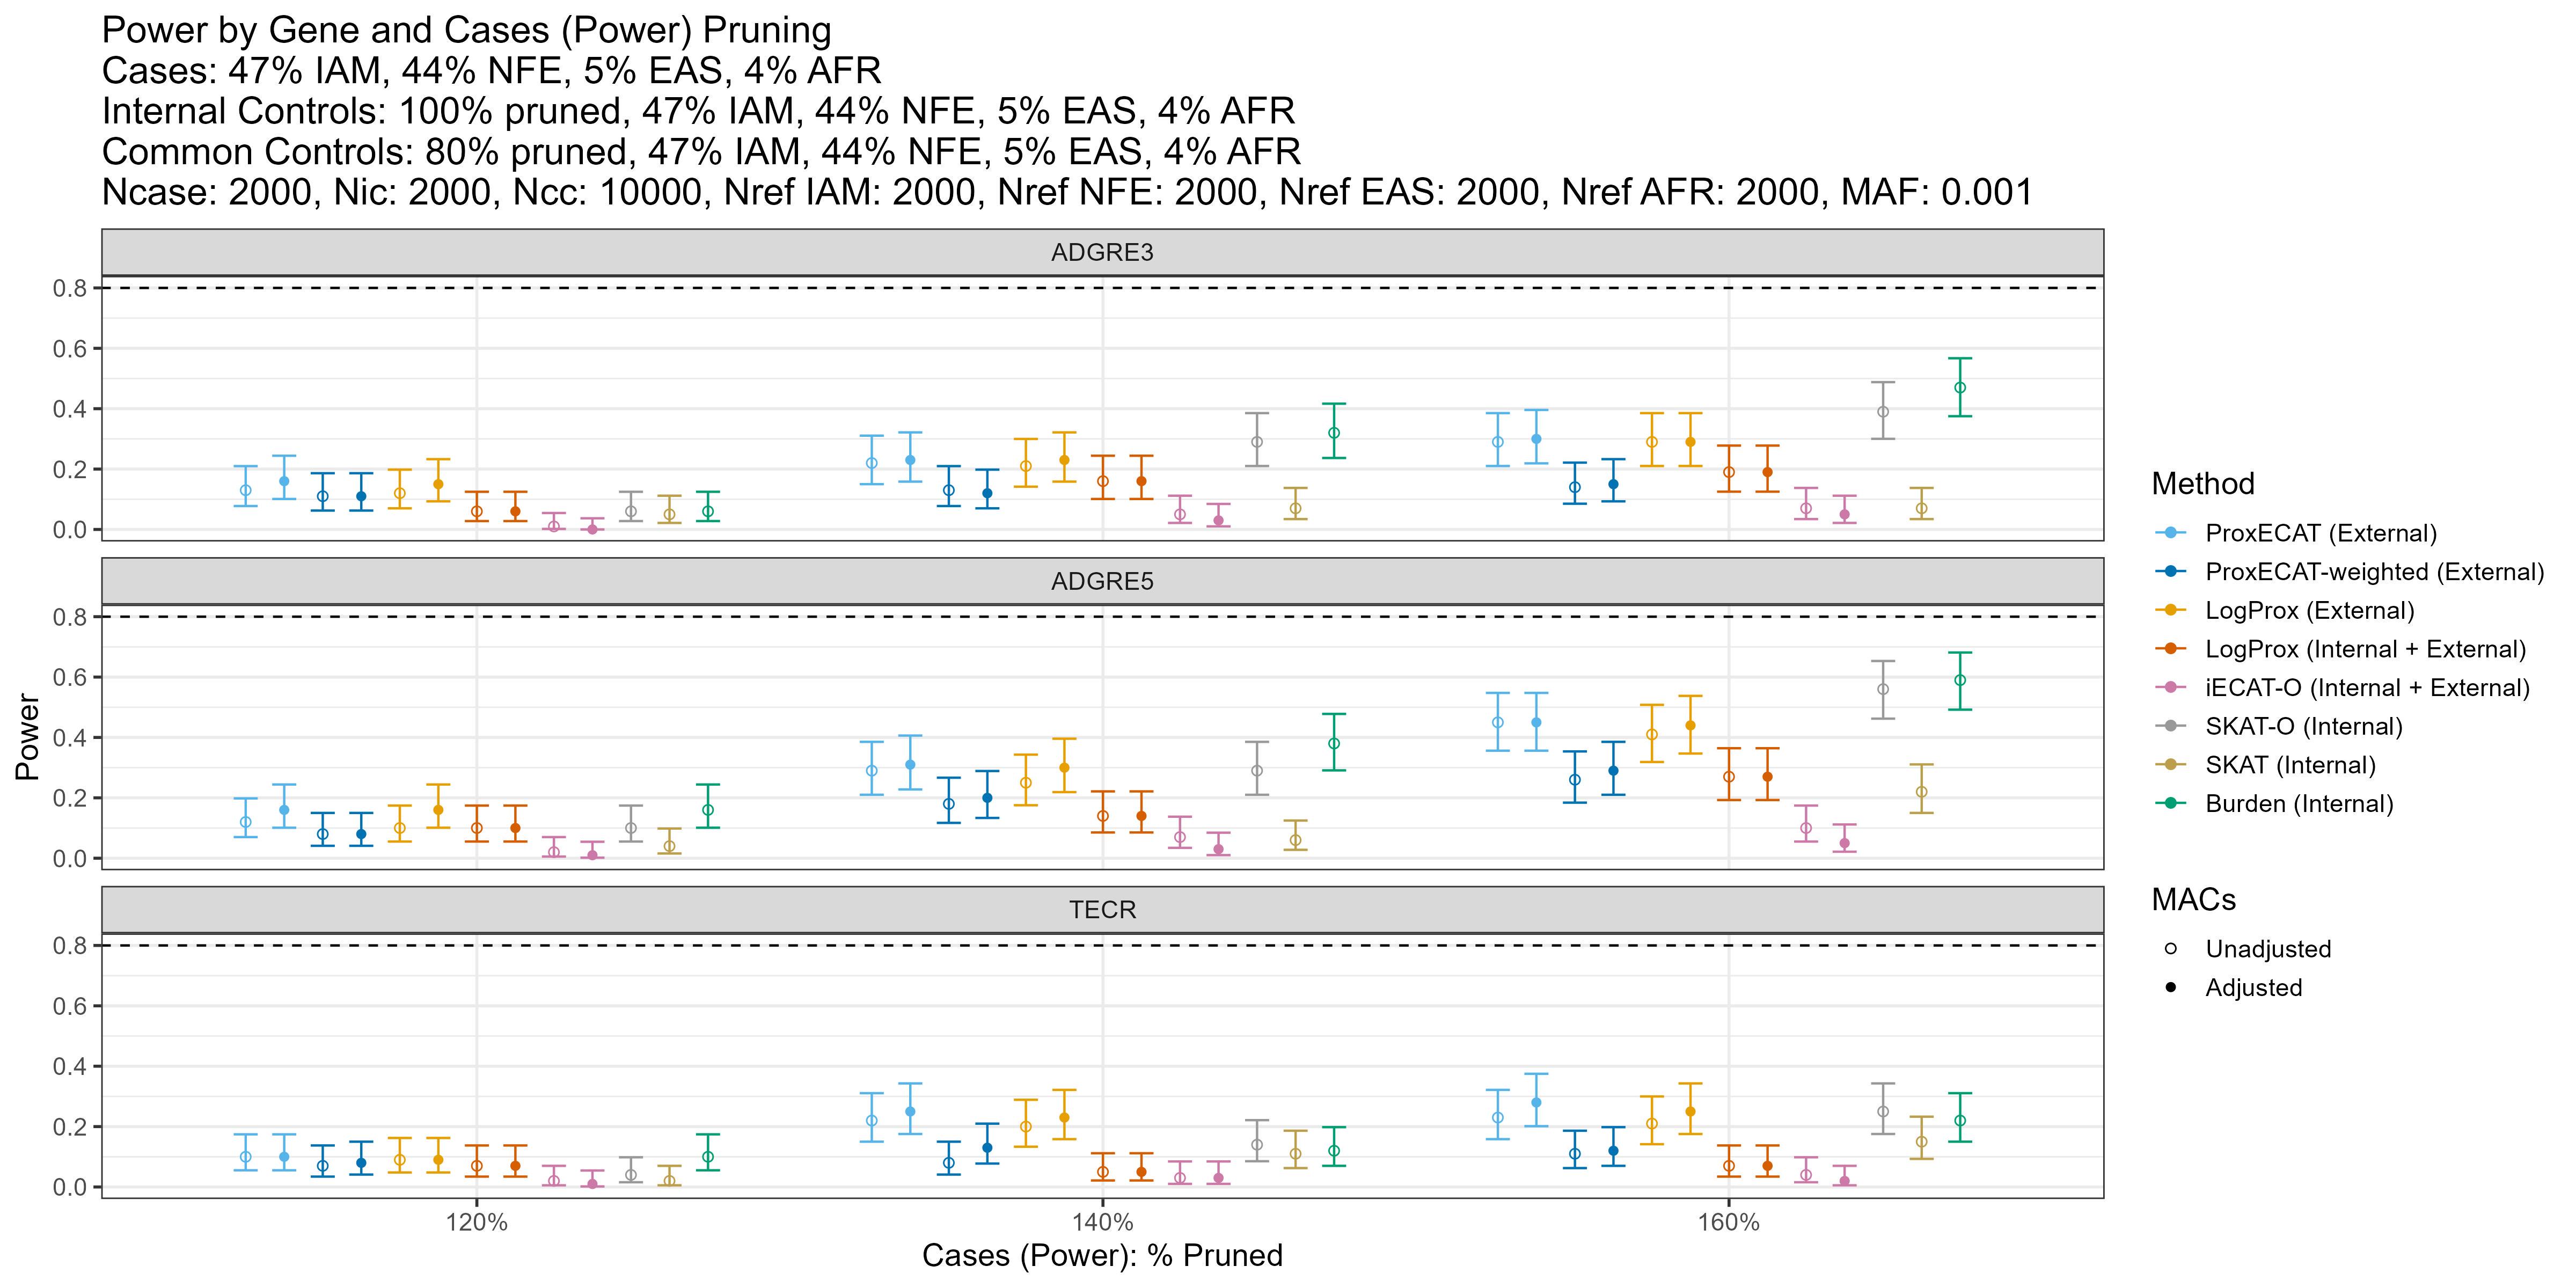 Power by Gene and Cases (Power) Pruning
Cases: 47% IAM, 44% NFE, 5% EAS, 4% AFR
Internal Controls: 100% pruned, 47% IAM, 44% NFE, 5% EAS, 4% AFR
Common Controls: 80% pruned, 47% IAM, 44% NFE, 5% EAS, 4% AFR
Ncase: 2000, Nic: 2000, Ncc: 10000, Nref IAM: 2000, Nref NFE: 2000, Nref EAS: 2000, Nref AFR: 2000, MAF: 0.001
ADGRE3
0.8
0.6
0.4
0.2
0.0
ADGRE5
0.8
0.6
0.4
0.2
0.0
TECR
0.8
0.6
0.4
0.2
0.0
Power
120% 140% 160%
Cases (Power): % Pruned
Method
ProxECAT (External)
ProxECAT-weighted (External)
LogProx (External)
LogProx (Internal + External)
iECAT-O (Internal + External)
SKAT-O (Internal)
SKAT (Internal)
Burden (Internal)
MACs
Unadjusted
Adjusted